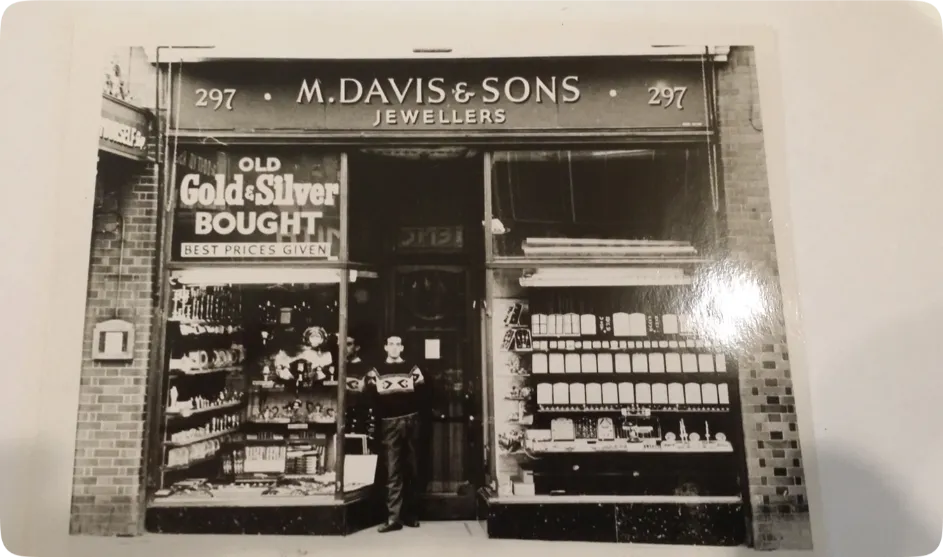 297 • M. DAVIS & SONS • 297
JEWELLERS
OLD
Gold & Silver
BOUGHT
BEST PRICES GIVEN